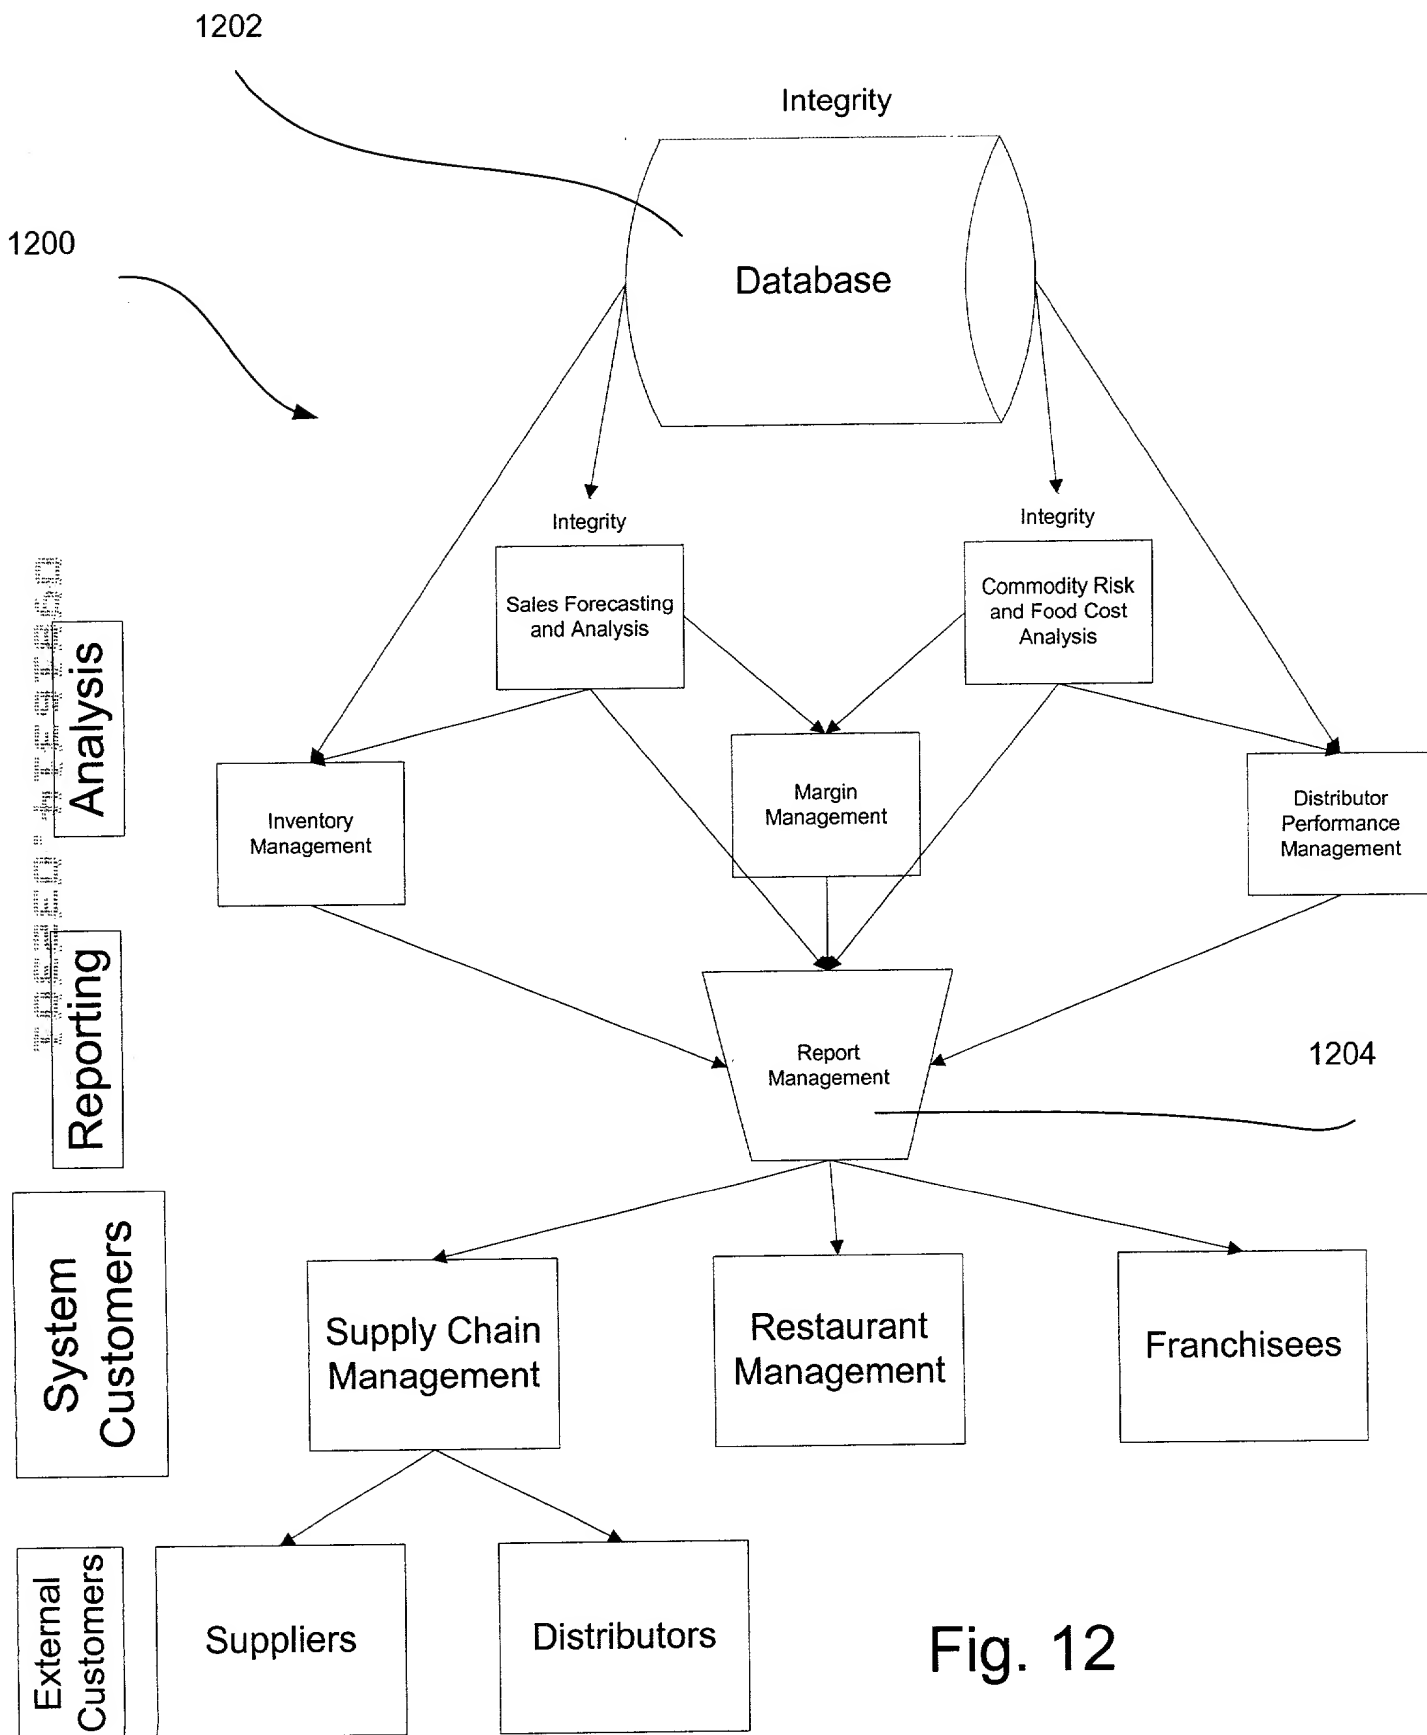 1202
Integrity
1200
Database
Integrity
Integrity
Sales Forecasting
and Analysis
Commodity Risk
and Food Cost
Analysis
Analysis
Inventory
Management
Margin
Management
Distributor
Performance
Management
Reporting
Report
Management
1204
System
Customers
Supply Chain
Management
Restaurant
Management
Franchisees
External
Customers
Suppliers
Distributors
Fig. 12